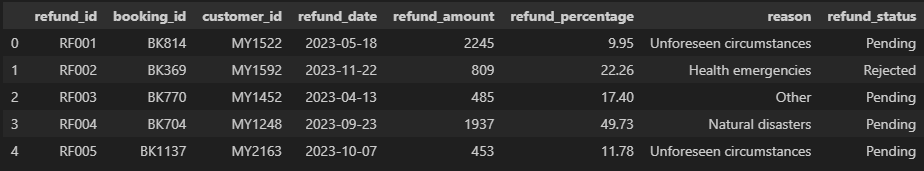 refund_id booking_id customer_id refund_date refund_amount refund_percentage reason refund_status
0 RF001 BK814 MY1522 2023-05-18 2245 9.95 Unforeseen circumstances Pending
1 RF002 BK369 MY1592 2023-11-22 809 22.26 Health emergencies Rejected
2 RF003 BK770 MY1452 2023-04-13 485 17.40 Other Pending
3 RF004 BK704 MY1248 2023-09-23 1937 49.73 Natural disasters Pending
4 RF005 BK1137 MY2163 2023-10-07 453 11.78 Unforeseen circumstances Pending